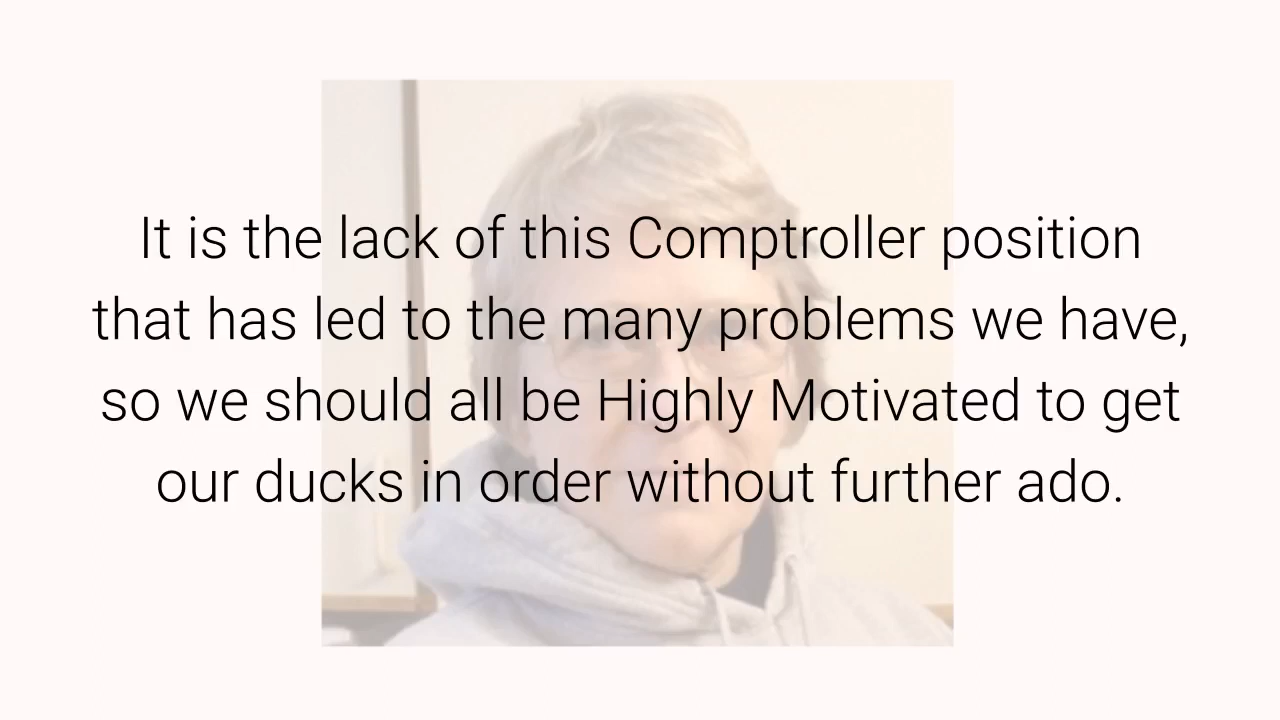 It is the lack of this Comptroller position
that has led to the many problems we have,
so we should all be Highly Motivated to get
our ducks in order without further ado.